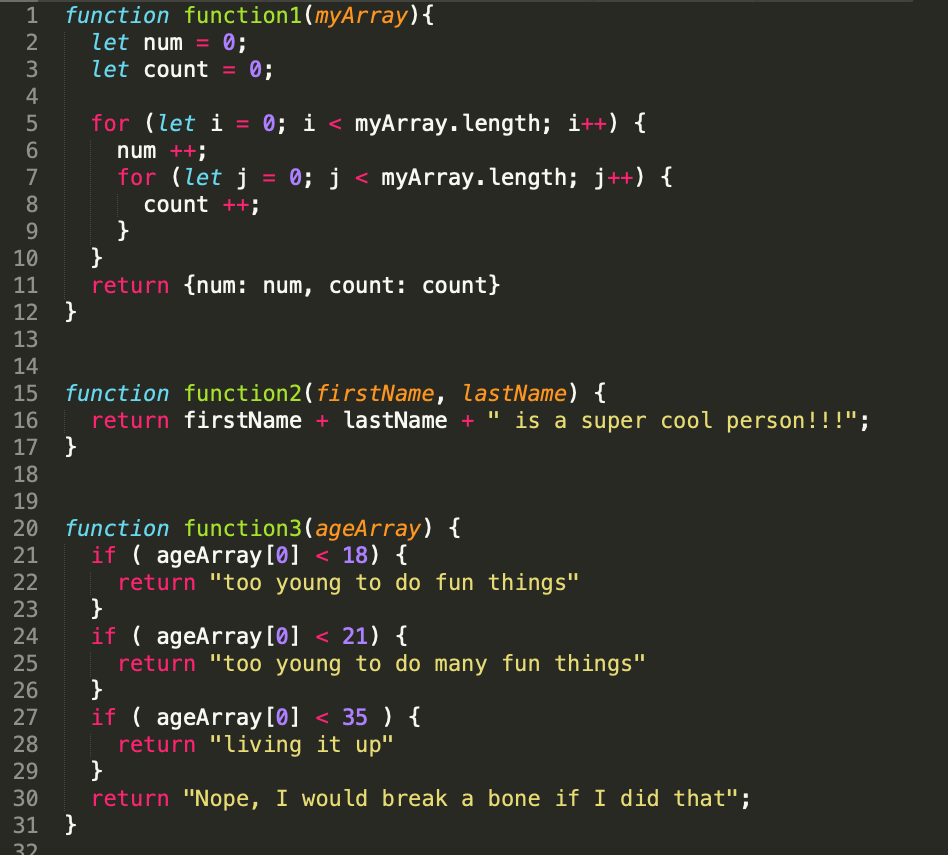 1 function function1(myArray){
2 let num = 0;
3 let count = 0;
4
5 for (let i = 0; i < myArray.length; i++) {
6 num ++;
7 for (let j = 0; j < myArray.length; j++) {
8 count ++;
9 }
10 }
11 return {num: num, count: count}
12 }
13
14
15 function function2(firstName, lastName) {
16 return firstName + lastName + " is a super cool person!!!";
17 }
18
19
20 function function3(ageArray) {
21 if ( ageArray[0] < 18) {
22 return "too young to do fun things"
23 }
24 if ( ageArray[0] < 21) {
25 return "too young to do many fun things"
26 }
27 if ( ageArray[0] < 35 ) {
28 return "living it up"
29 }
30 return "Nope, I would break a bone if I did that";
31 }
32